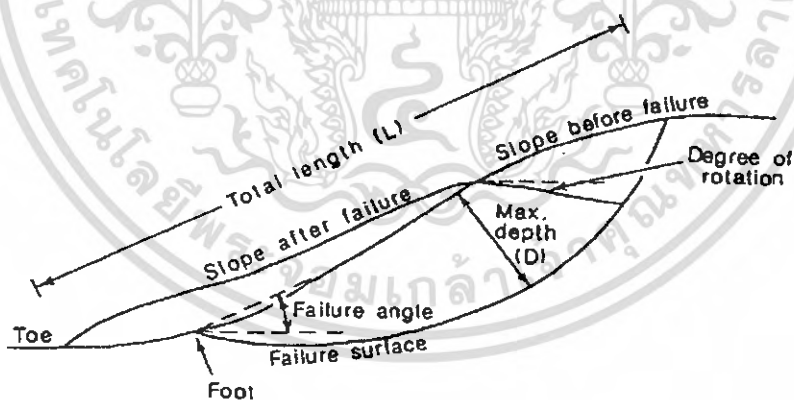 Total length (L)
Slope before failure
Degree of
rotation
Slope after failure
Max.
depth
(D)
Failure angle
Toe
Failure surface
Foot